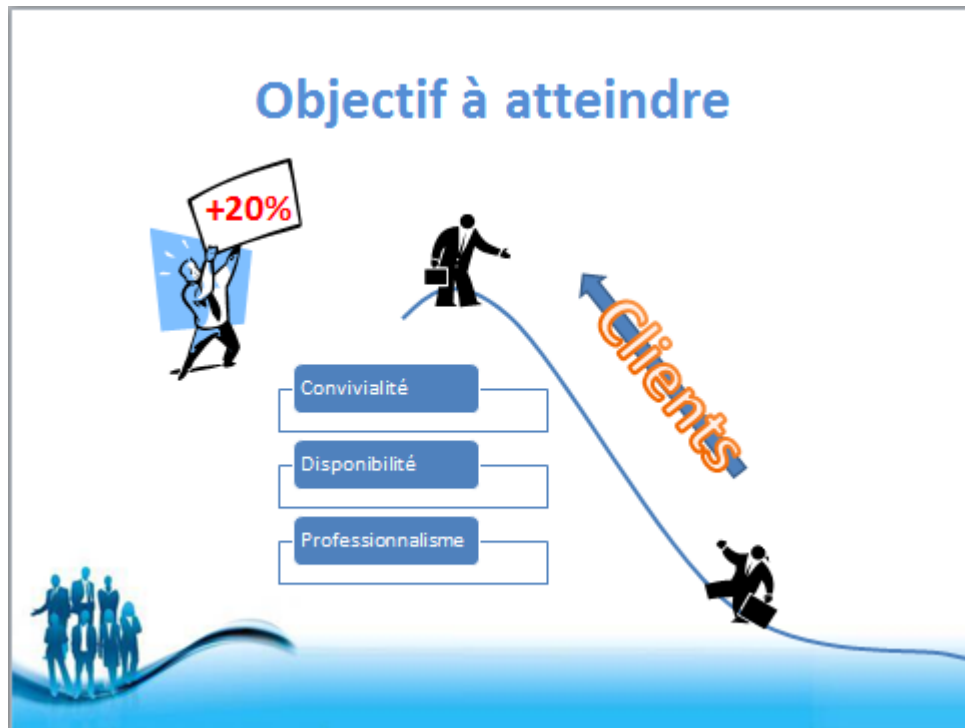 Objectif à atteindre
+20%
Clients
Convivialité
Disponibilité
Professionnalisme